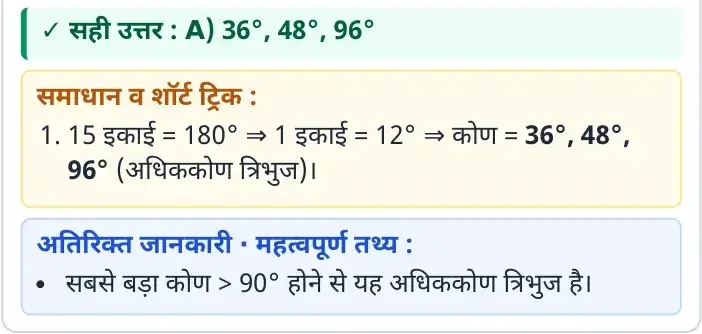 ✓ सही उत्तर : A) 36°, 48°, 96°
समाधान व शॉर्ट ट्रिक :
1. 15 इकाई = 180° ⇒ 1 इकाई = 12° ⇒ कोण = 36°, 48°,
96° (अधिककोण त्रिभुज)।
अतिरिक्त जानकारी · महत्वपूर्ण तथ्य :
• सबसे बड़ा कोण > 90° होने से यह अधिककोण त्रिभुज है।